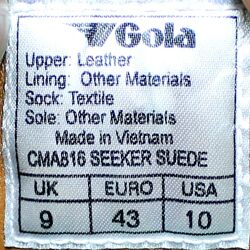 Gola
Upper: Leather
Lining: Other Materials
Sock: Textile
Sole: Other Materials
Made in Vietnam
CMA816 SEEKER SUEDE
UK EURO USA
9 43 10